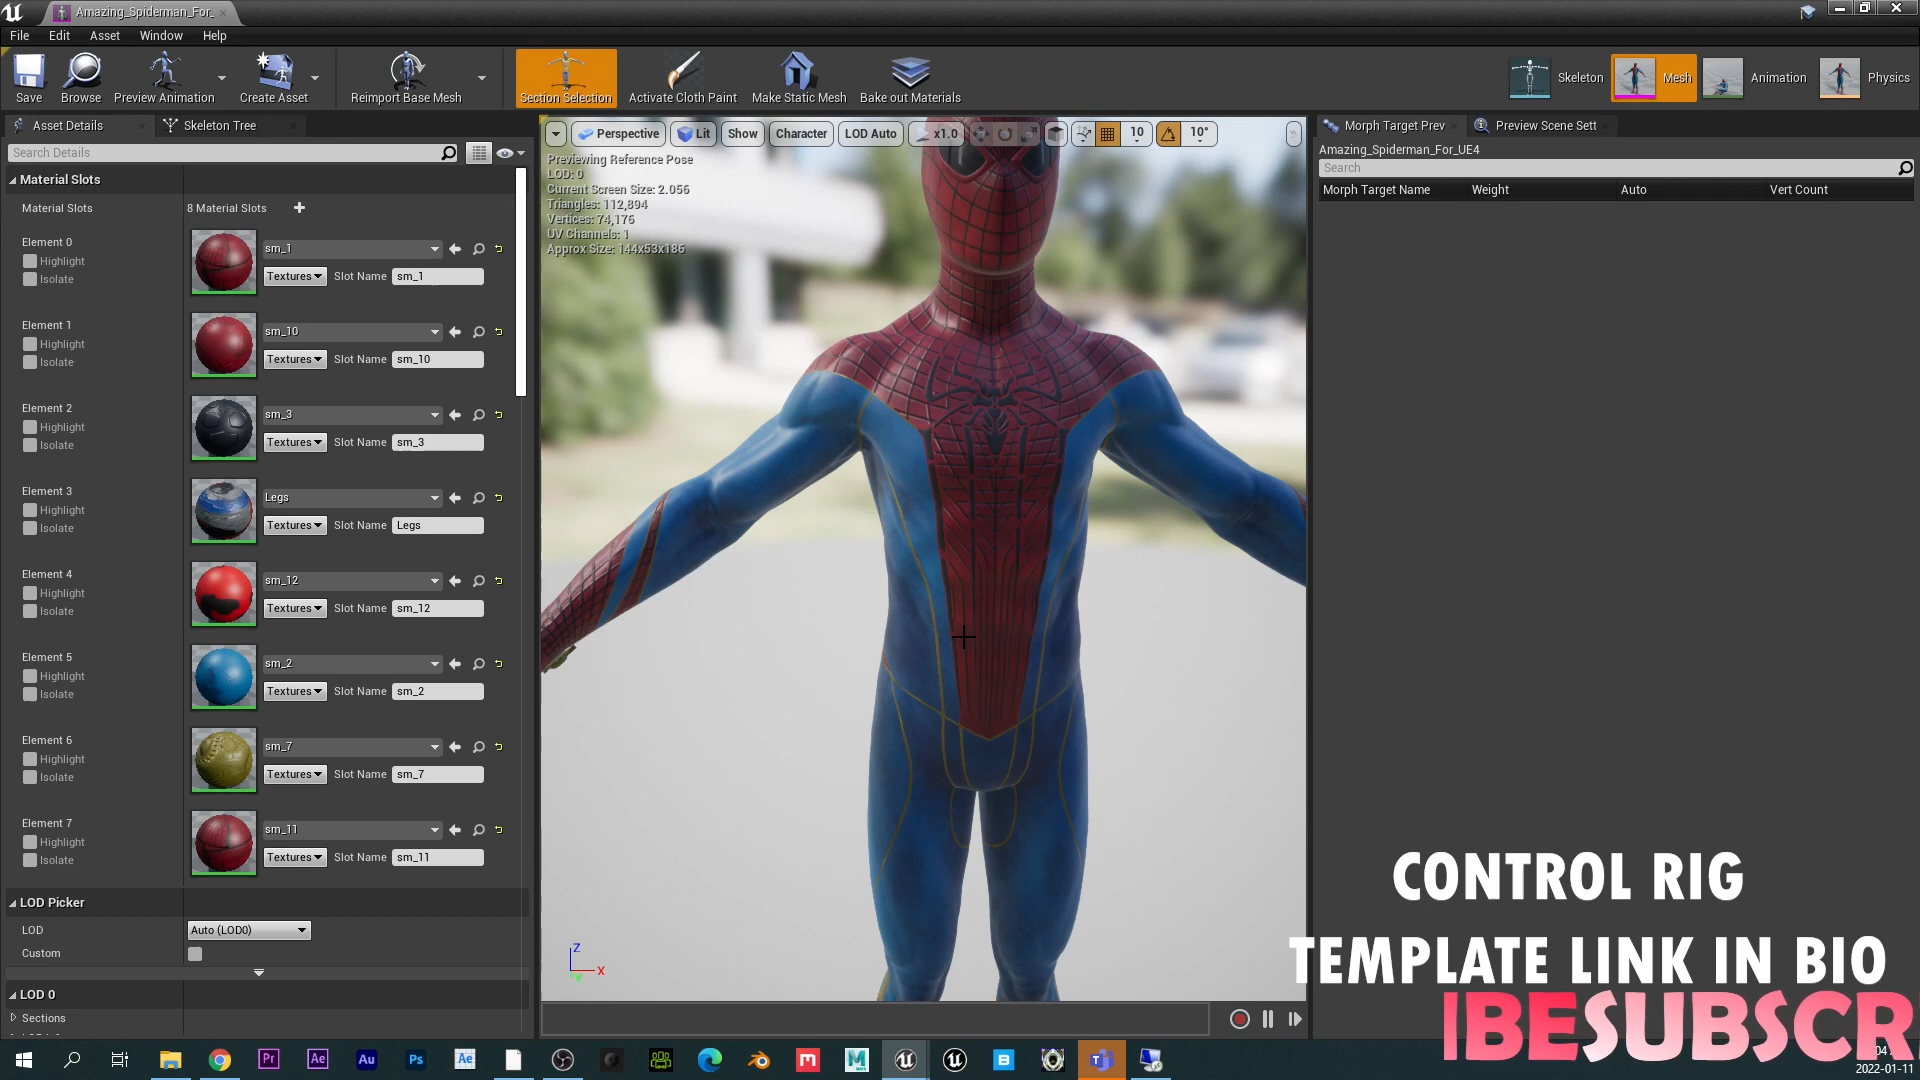 Amazing_Spiderman_For_
File Edit Asset Window Help
Save Browse Preview Animation Create Asset Reimport Base Mesh Section Selection Activate Cloth Paint Make Static Mesh Bake out Materials Skeleton Mesh Animation Physics
Asset Details Skeleton Tree
Search Details
Material Slots
Material Slots 8 Material Slots
Element 0
Highlight
Isolate
sm_1
Textures Slot Name sm_1
Element 1
Highlight
Isolate
sm_10
Textures Slot Name sm_10
Element 2
Highlight
Isolate
sm_3
Textures Slot Name sm_3
Element 3
Highlight
Isolate
Legs
Textures Slot Name Legs
Element 4
Highlight
Isolate
sm_12
Textures Slot Name sm_12
Element 5
Highlight
Isolate
sm_2
Textures Slot Name sm_2
Element 6
Highlight
Isolate
sm_7
Textures Slot Name sm_7
Element 7
Highlight
Isolate
sm_11
Textures Slot Name sm_11
LOD Picker
LOD Auto (LOD0)
Custom
LOD 0
Sections
Perspective Lit Show Character LOD Auto x1.0 10 10°
Previewing Reference Pose
LOD: 0
Current Screen Size: 2.056
Triangles: 112,894
Vertices: 74,176
UV Channels: 1
Approx Size: 144x53x186
Z
X
Morph Target Prev Preview Scene Sett
Amazing_Spiderman_For_UE4
Search
Morph Target Name Weight Auto Vert Count
CONTROL RIG
TEMPLATE LINK IN BIO
IBESUBSCR
Pr Ae Au Ps Ae
2022-01-11